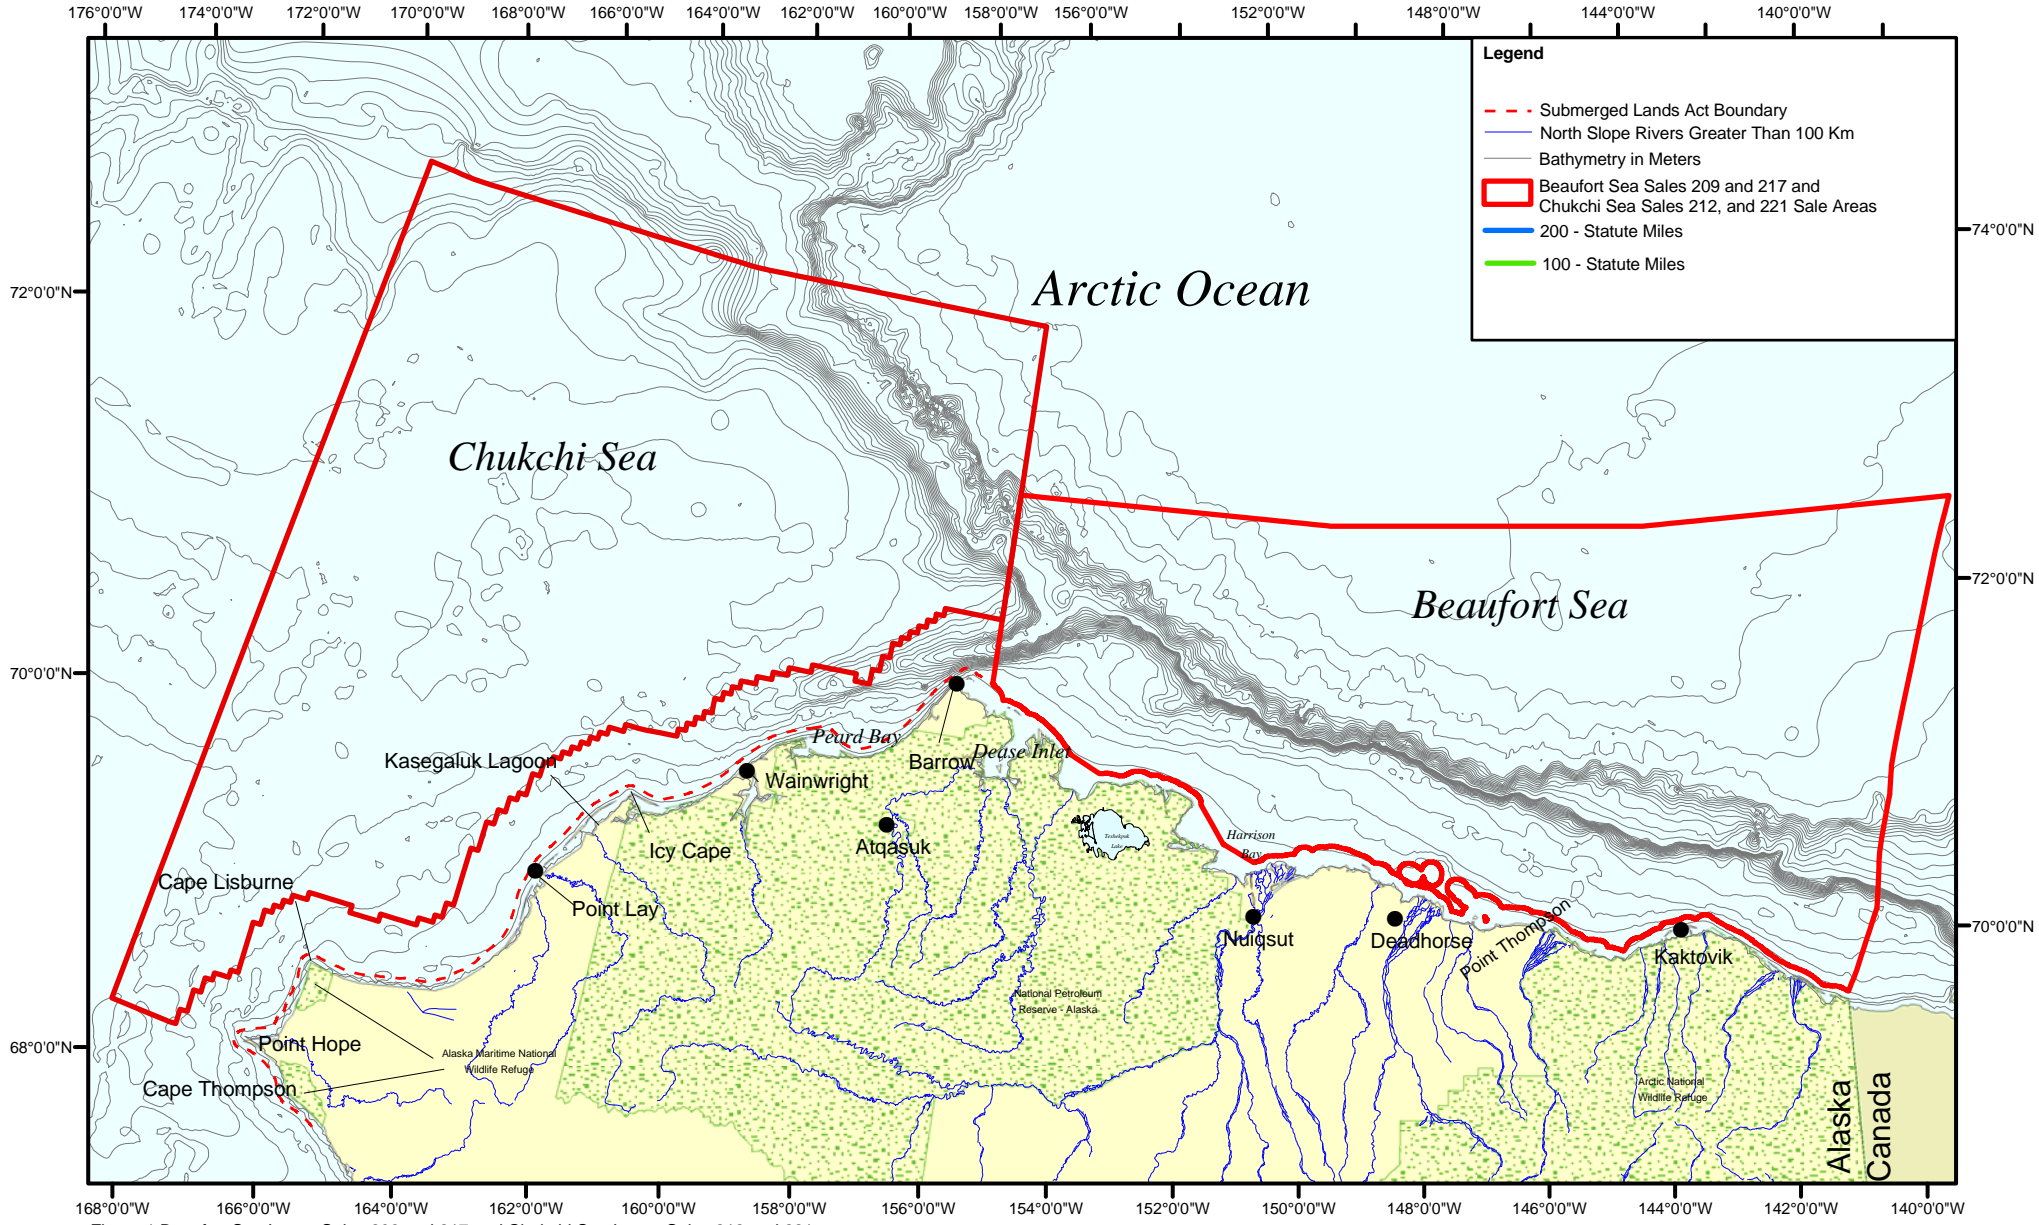 176°0'0"W 174°0'0"W 172°0'0"W 170°0'0"W 168°0'0"W 166°0'0"W 164°0'0"W 162°0'0"W 160°0'0"W 158°0'0"W 156°0'0"W 152°0'0"W 148°0'0"W 144°0'0"W 140°0'0"W
Legend
Submerged Lands Act Boundary
North Slope Rivers Greater Than 100 Km
Bathymetry in Meters
Beaufort Sea Sales 209 and 217 and
Chukchi Sea Sales 212, and 221 Sale Areas
200 - Statute Miles
100 - Statute Miles
74°0'0"N
72°0'0"N
Arctic Ocean
Chukchi Sea
72°0'0"N
Beaufort Sea
70°0'0"N
Peard Bay
Dease Inlet
Kasegaluk Lagoon
Barrow
Wainwright
Harrison
Bay
Teshekpuk
Lake
Icy Cape
Atqasuk
Cape Lisburne
Point Lay
70°0'0"N
Nuiqsut
Deadhorse
Point Thompson
Kaktovik
National Petroleum
Reserve - Alaska
68°0'0"N
Point Hope
Alaska Maritime National
Wildlife Refuge
Cape Thompson
Arctic National
Wildlife Refuge
Alaska
Canada
168°0'0"W 166°0'0"W 164°0'0"W 162°0'0"W 160°0'0"W 158°0'0"W 156°0'0"W 154°0'0"W 152°0'0"W 150°0'0"W 148°0'0"W 146°0'0"W 144°0'0"W 142°0'0"W 140°0'0"W